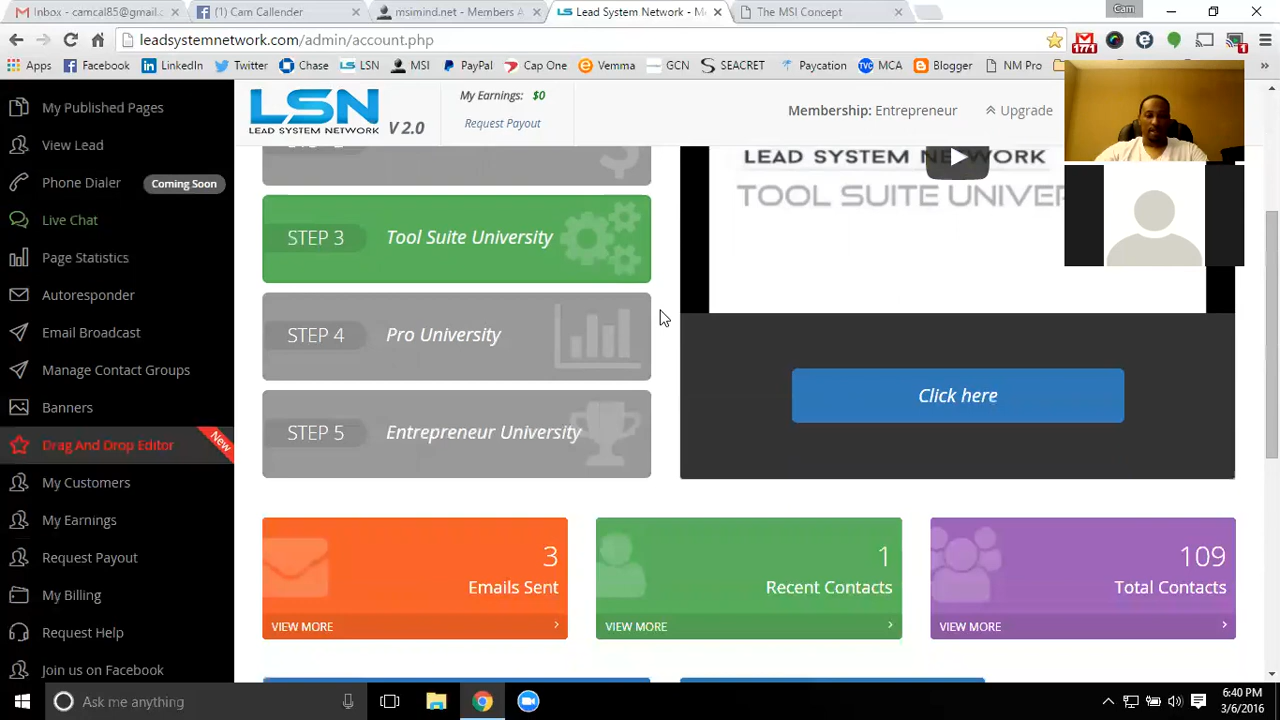 Inbox - camcal85@gmail.
(1) Cam Callender
msimind.net - Members A
Lead System Network - M
The MSI Concept
Cam
leadsystemnetwork.com/admin/account.php
1771
1
Apps
Facebook
LinkedIn
Twitter
Chase
LSN
MSI
PayPal
Cap One
Vemma
GCN
SEACRET
Paycation
MCA
Blogger
NM Pro
My Published Pages
View Lead
Phone Dialer
Coming Soon
Live Chat
Page Statistics
Autoresponder
Email Broadcast
Manage Contact Groups
Banners
Drag And Drop Editor
New
My Customers
My Earnings
Request Payout
My Billing
Request Help
Join us on Facebook
LSN
LEAD SYSTEM NETWORK
V 2.0
My Earnings: $0
Request Payout
Membership: Entrepreneur
Upgrade
STEP 3 Tool Suite University
STEP 4 Pro University
STEP 5 Entrepreneur University
LEAD SYSTEM NETWORK
TOOL SUITE UNIVER
Click here
3
Emails Sent
VIEW MORE
1
Recent Contacts
VIEW MORE
109
Total Contacts
VIEW MORE
Ask me anything
6:40 PM
3/6/2016